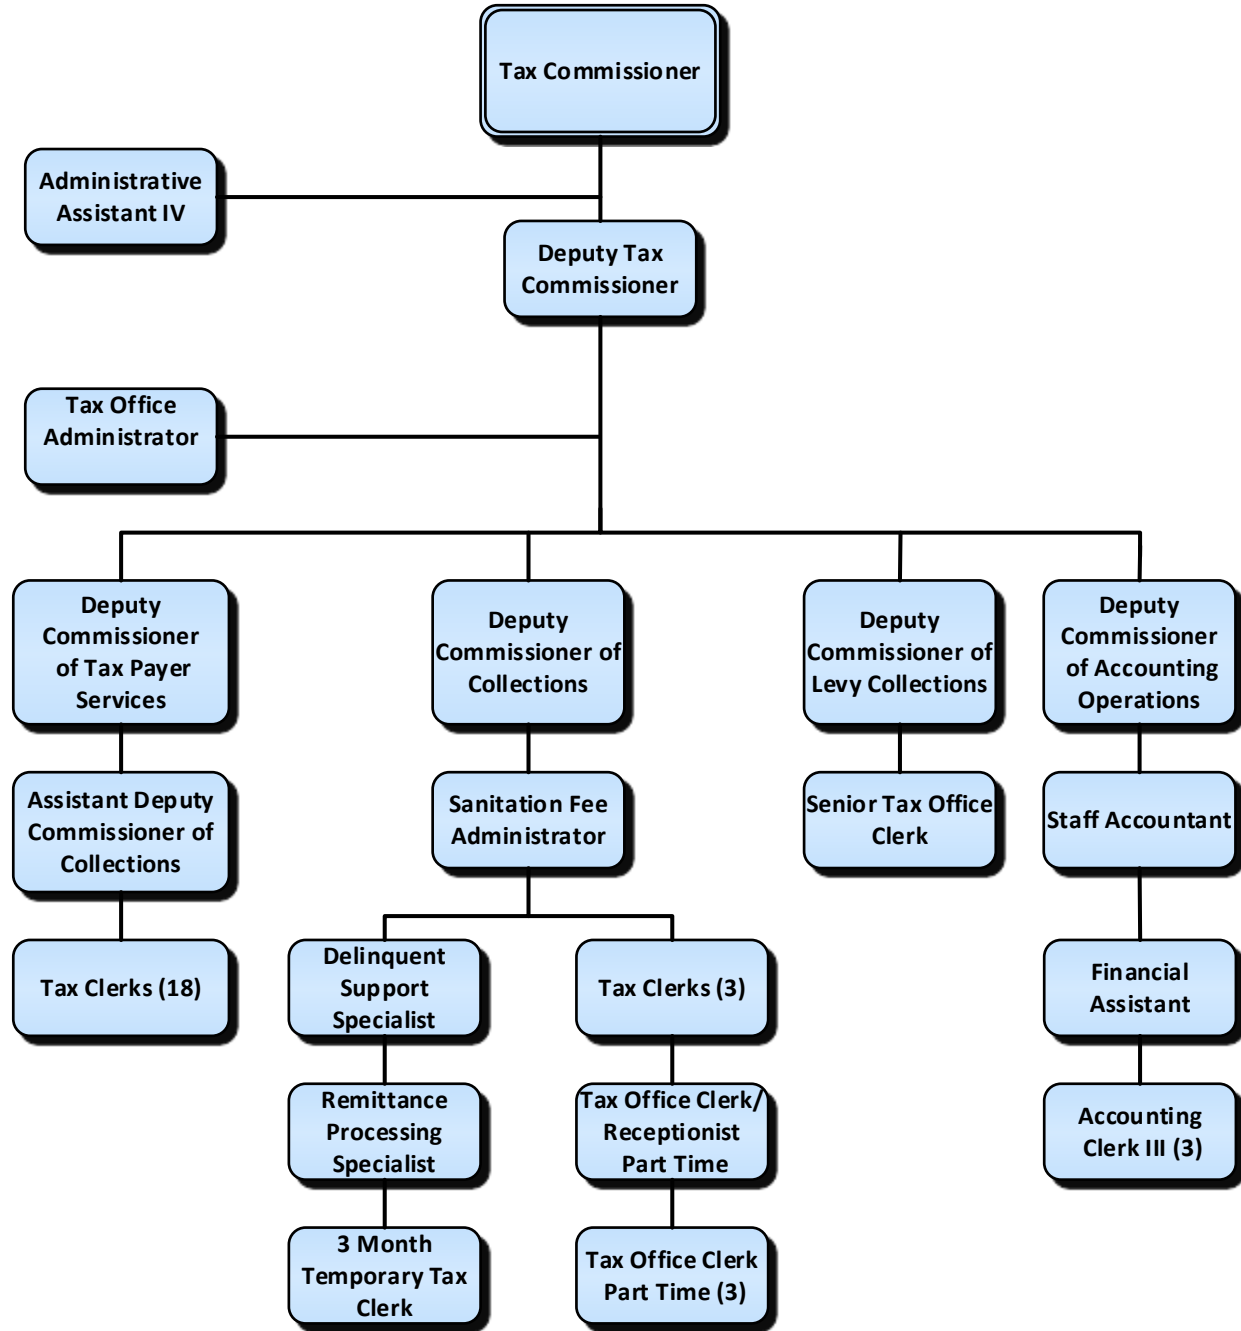 Tax Commissioner
Administrative
Assistant IV
Deputy Tax
Commissioner
Tax Office
Administrator
Deputy
Commissioner
of Tax Payer
Services
Deputy
Commissioner of
Collections
Deputy
Commissioner of
Levy Collections
Deputy
Commissioner
of Accounting
Operations
Assistant Deputy
Commissioner of
Collections
Sanitation Fee
Administrator
Senior Tax Office
Clerk
Staff Accountant
Tax Clerks (18)
Delinquent
Support
Specialist
Tax Clerks (3)
Financial
Assistant
Remittance
Processing
Specialist
Tax Office Clerk/
Receptionist
Part Time
Accounting
Clerk III (3)
3 Month
Temporary Tax
Clerk
Tax Office Clerk
Part Time (3)